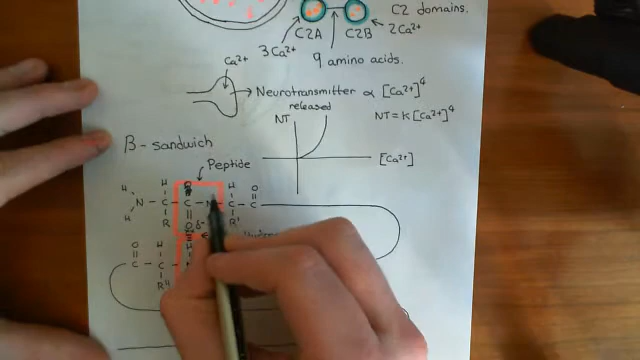 C2 domains.
C2A C2B
3Ca²⁺ 2Ca²⁺
9 amino acids.
Ca²⁺
Neurotransmitter ∝ [Ca²⁺]⁴
released
NT NT = K[Ca²⁺]⁴
[Ca²⁺]
β-sandwich
Peptide
H H H O
H N - C - C - N - C - C
R O δ- R'
O H H
C - C -
R"